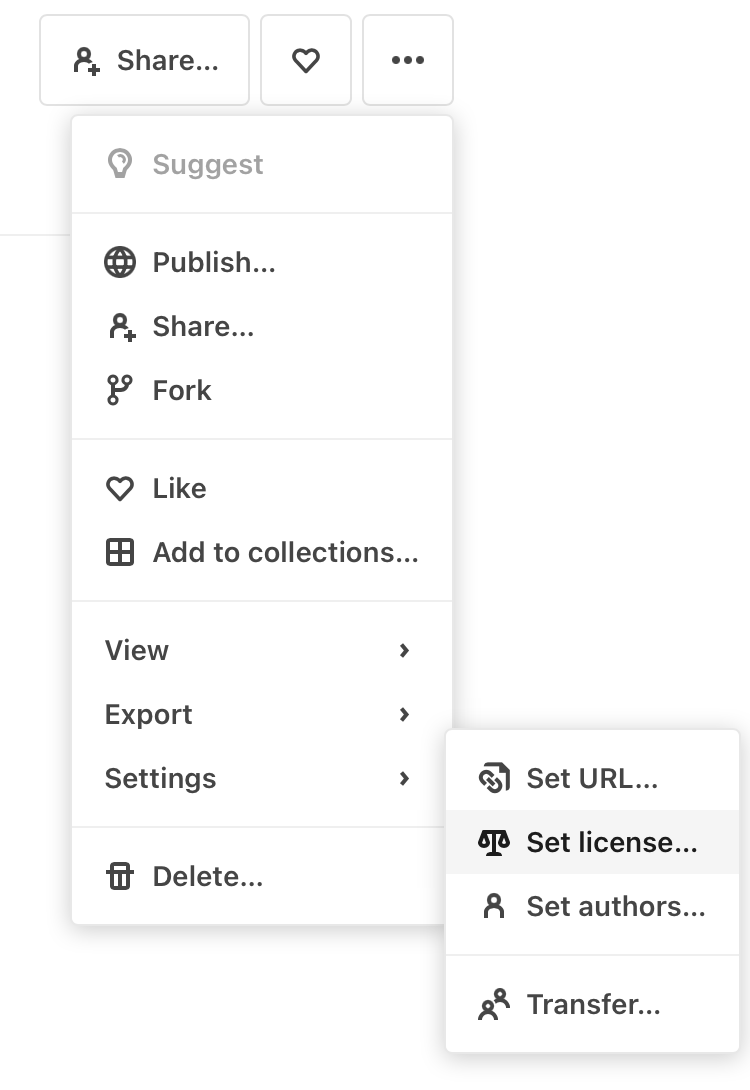 Share...
Suggest
Publish...
Share...
Fork
Like
Add to collections...
View
Export
Settings
Delete...
Set URL...
Set license...
Set authors...
Transfer...